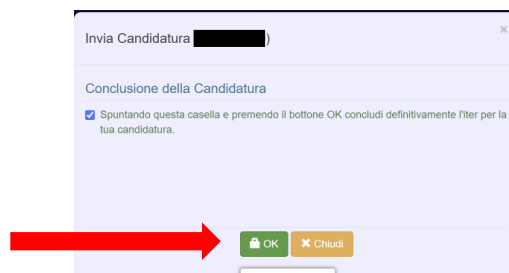 Invia Candidatura )
×
Conclusione della Candidatura
Spuntando questa casella e premendo il bottone OK concludi definitivamente l'iter per la
tua candidatura.
OK
Chiudi